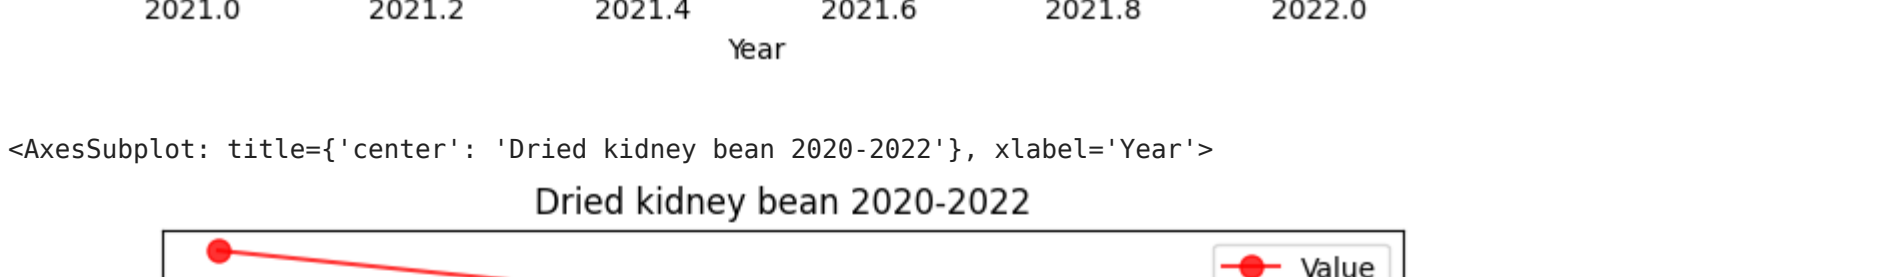 2021.0 2021.2 2021.4 2021.6 2021.8 2022.0
Year
<AxesSubplot: title={'center': 'Dried kidney bean 2020-2022'}, xlabel='Year'>
Dried kidney bean 2020-2022
Value